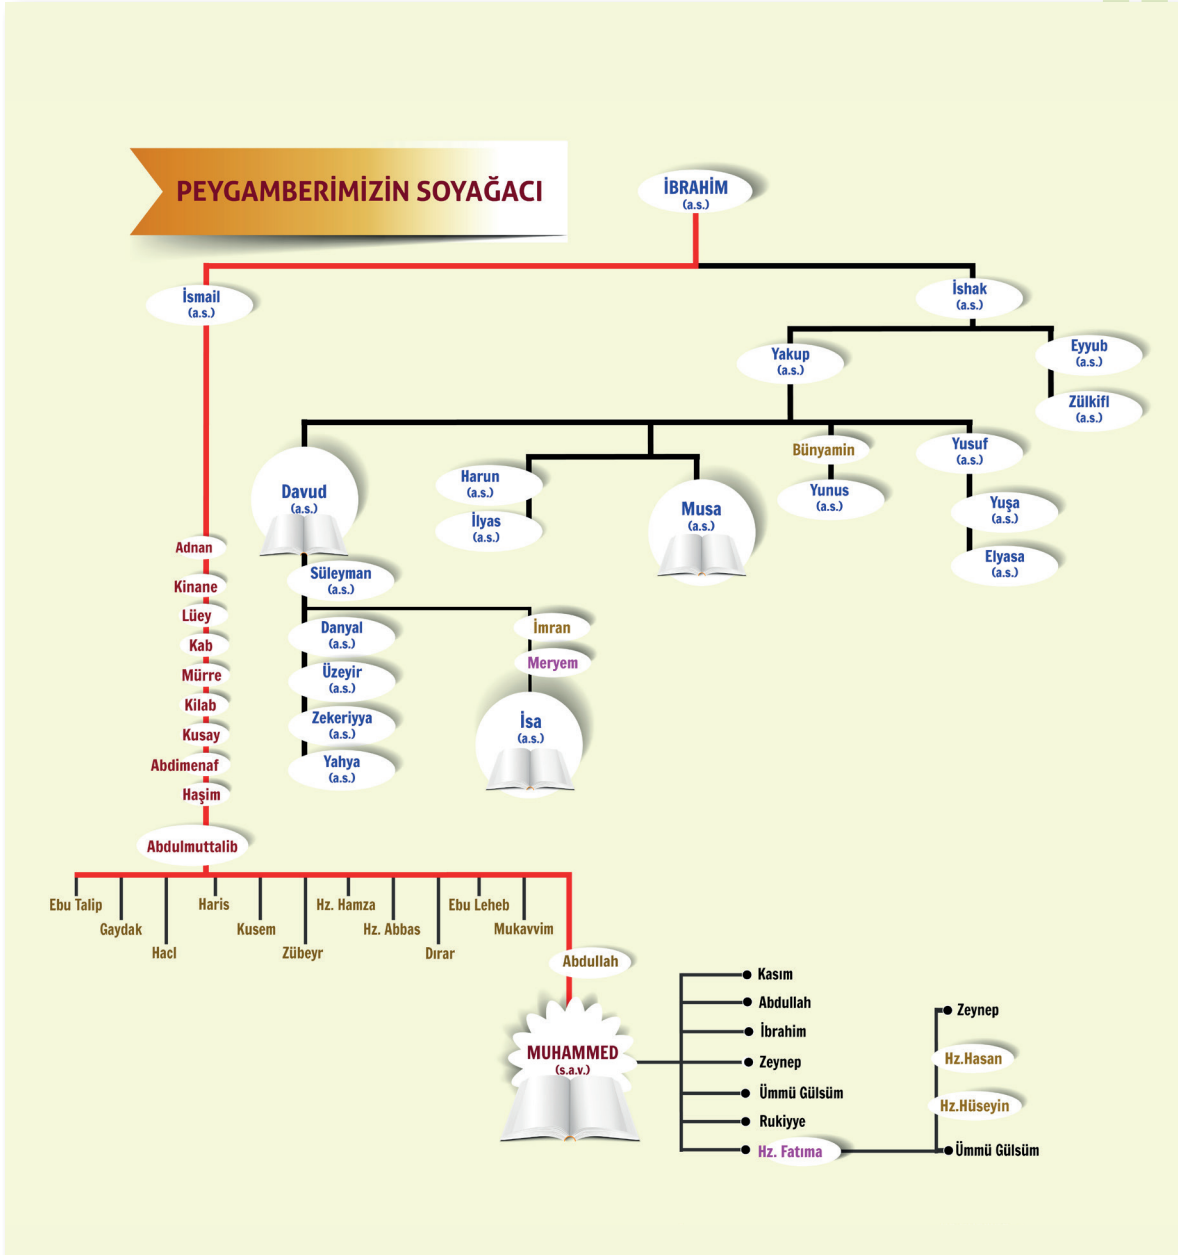 PEYGAMBERİMİZİN SOYAĞACI
İBRAHİM
(a.s.)
İsmail
(a.s.)
İshak
(a.s.)
Yakup
(a.s.)
Eyyub
(a.s.)
Zülkifl
(a.s.)
Davud
(a.s.)
Harun
(a.s.)
İlyas
(a.s.)
Musa
(a.s.)
Bünyamin
Yunus
(a.s.)
Yusuf
(a.s.)
Yuşa
(a.s.)
Elyasa
(a.s.)
Süleyman
(a.s.)
Danyal
(a.s.)
Üzeyir
(a.s.)
Zekeriyya
(a.s.)
Yahya
(a.s.)
İmran
Meryem
İsa
(a.s.)
Adnan
Kinane
Lüey
Kab
Mürre
Kilab
Kusay
Abdimenaf
Haşim
Abdulmuttalib
Ebu Talip
Gaydak
Hacl
Haris
Kusem
Zübeyr
Hz. Hamza
Hz. Abbas
Dırar
Ebu Leheb
Mukavvim
Abdullah
MUHAMMED
(s.a.v.)
Kasım
Abdullah
İbrahim
Zeynep
Ümmü Gülsüm
Rukiyye
Hz. Fatıma
Zeynep
Hz.Hasan
Hz.Hüseyin
Ümmü Gülsüm